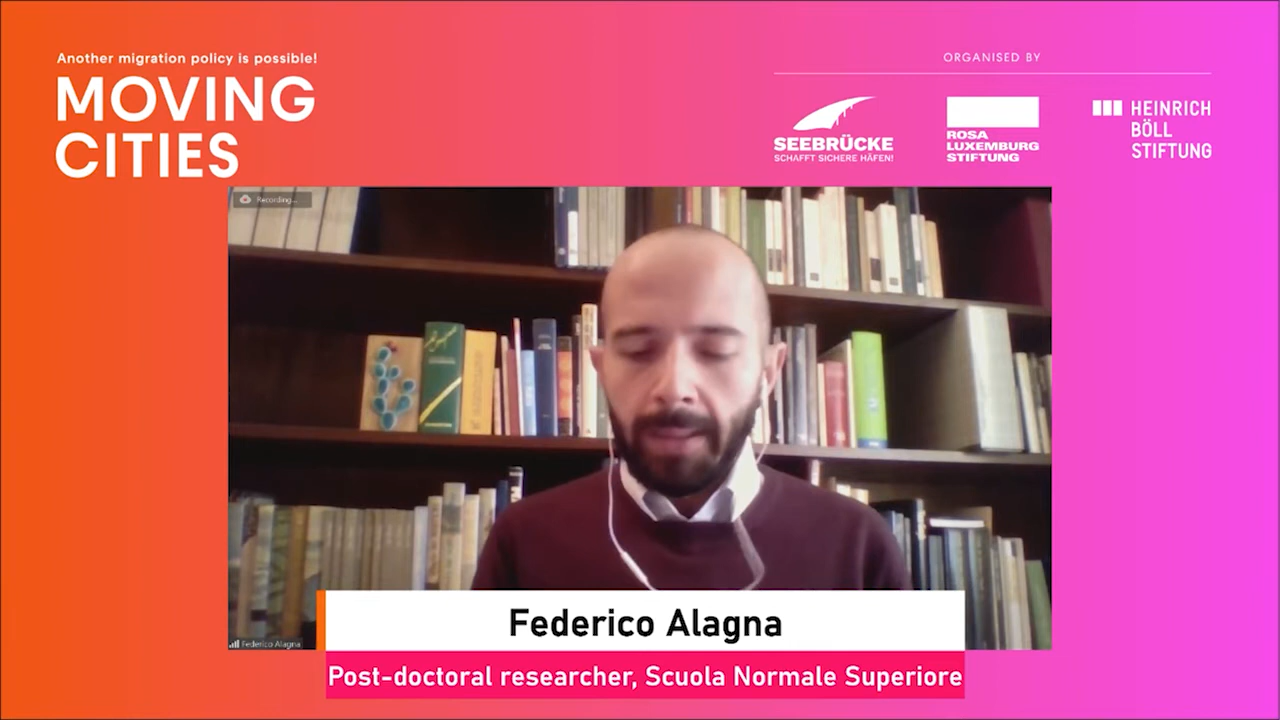 Another migration policy is possible!
MOVING
CITIES
ORGANISED BY
SEEBRÜCKE
SCHAFFT SICHERE HÄFEN!
ROSA
LUXEMBURG
STIFTUNG
HEINRICH
BÖLL
STIFTUNG
Recording...
Federico Alagna
Federico Alagna
Post-doctoral researcher, Scuola Normale Superiore